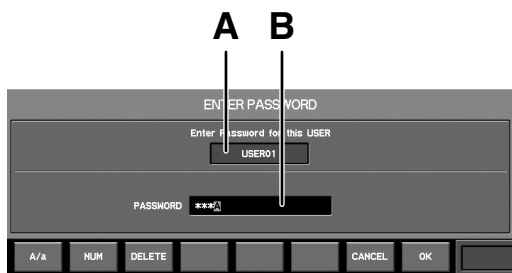 A B
ENTER PASSWORD
Enter Password for this USER
USER01
PASSWORD ***A
A/a NUM DELETE CANCEL OK